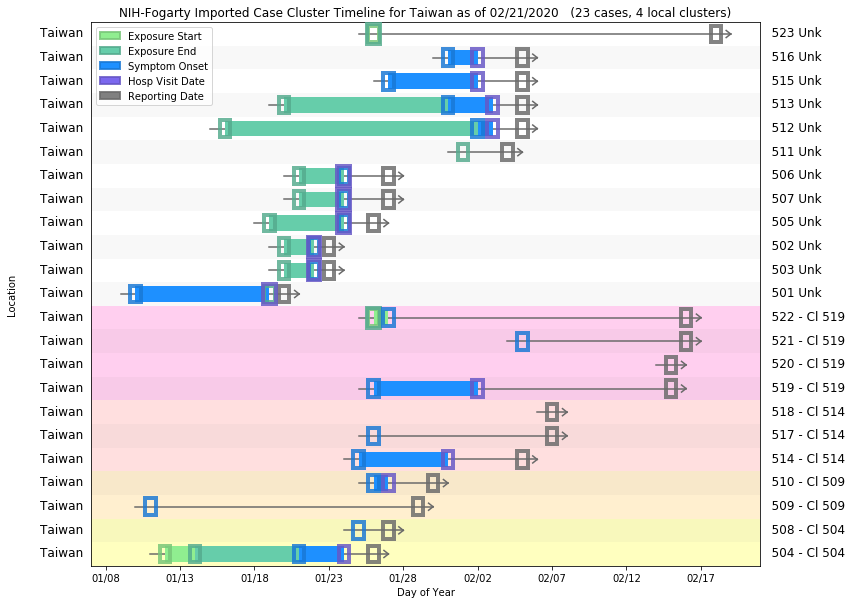 NIH-Fogarty Imported Case Cluster Timeline for Taiwan as of 02/21/2020 (23 cases, 4 local clusters)
Exposure Start
Exposure End
Symptom Onset
Hosp Visit Date
Reporting Date
Taiwan 523 Unk
Taiwan 516 Unk
Taiwan 515 Unk
Taiwan 513 Unk
Taiwan 512 Unk
Taiwan 511 Unk
Taiwan 506 Unk
Taiwan 507 Unk
Taiwan 505 Unk
Taiwan 502 Unk
Taiwan 503 Unk
Taiwan 501 Unk
Taiwan 522 - Cl 519
Taiwan 521 - Cl 519
Taiwan 520 - Cl 519
Taiwan 519 - Cl 519
Taiwan 518 - Cl 514
Taiwan 517 - Cl 514
Taiwan 514 - Cl 514
Taiwan 510 - Cl 509
Taiwan 509 - Cl 509
Taiwan 508 - Cl 504
Taiwan 504 - Cl 504
Location
01/08 01/13 01/18 01/23 01/28 02/02 02/07 02/12 02/17
Day of Year